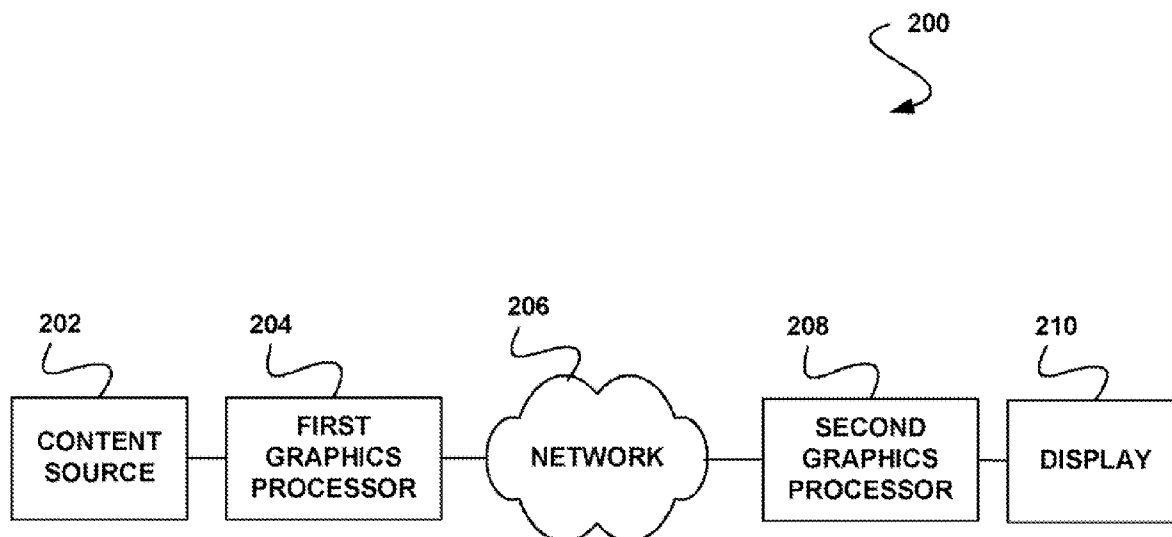 200
202
204
206
208
210
CONTENT
SOURCE
FIRST
GRAPHICS
PROCESSOR
NETWORK
SECOND
GRAPHICS
PROCESSOR
DISPLAY